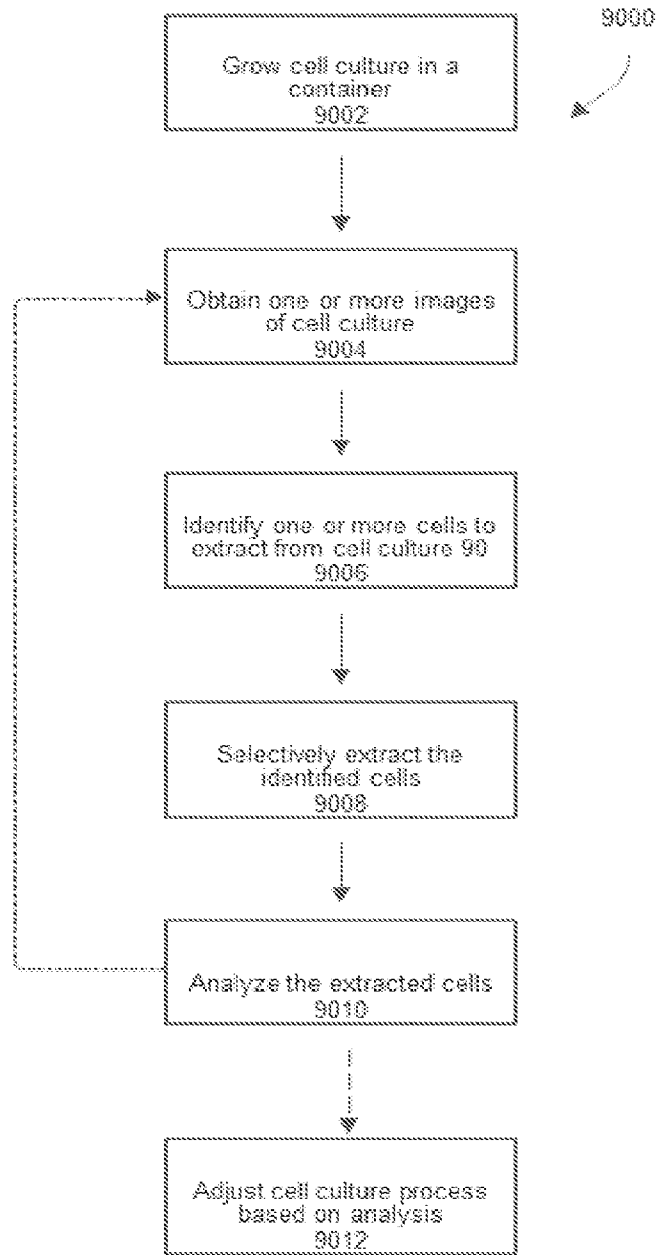 9000
Grow cell culture in a
container
9002
Obtain one or more images
of cell culture
9004
Identify one or more cells to
extract from cell culture 90
9006
Selectively extract the
identified cells
9008
Analyze the extracted cells
9010
Adjust cell culture process
based on analysis
9012